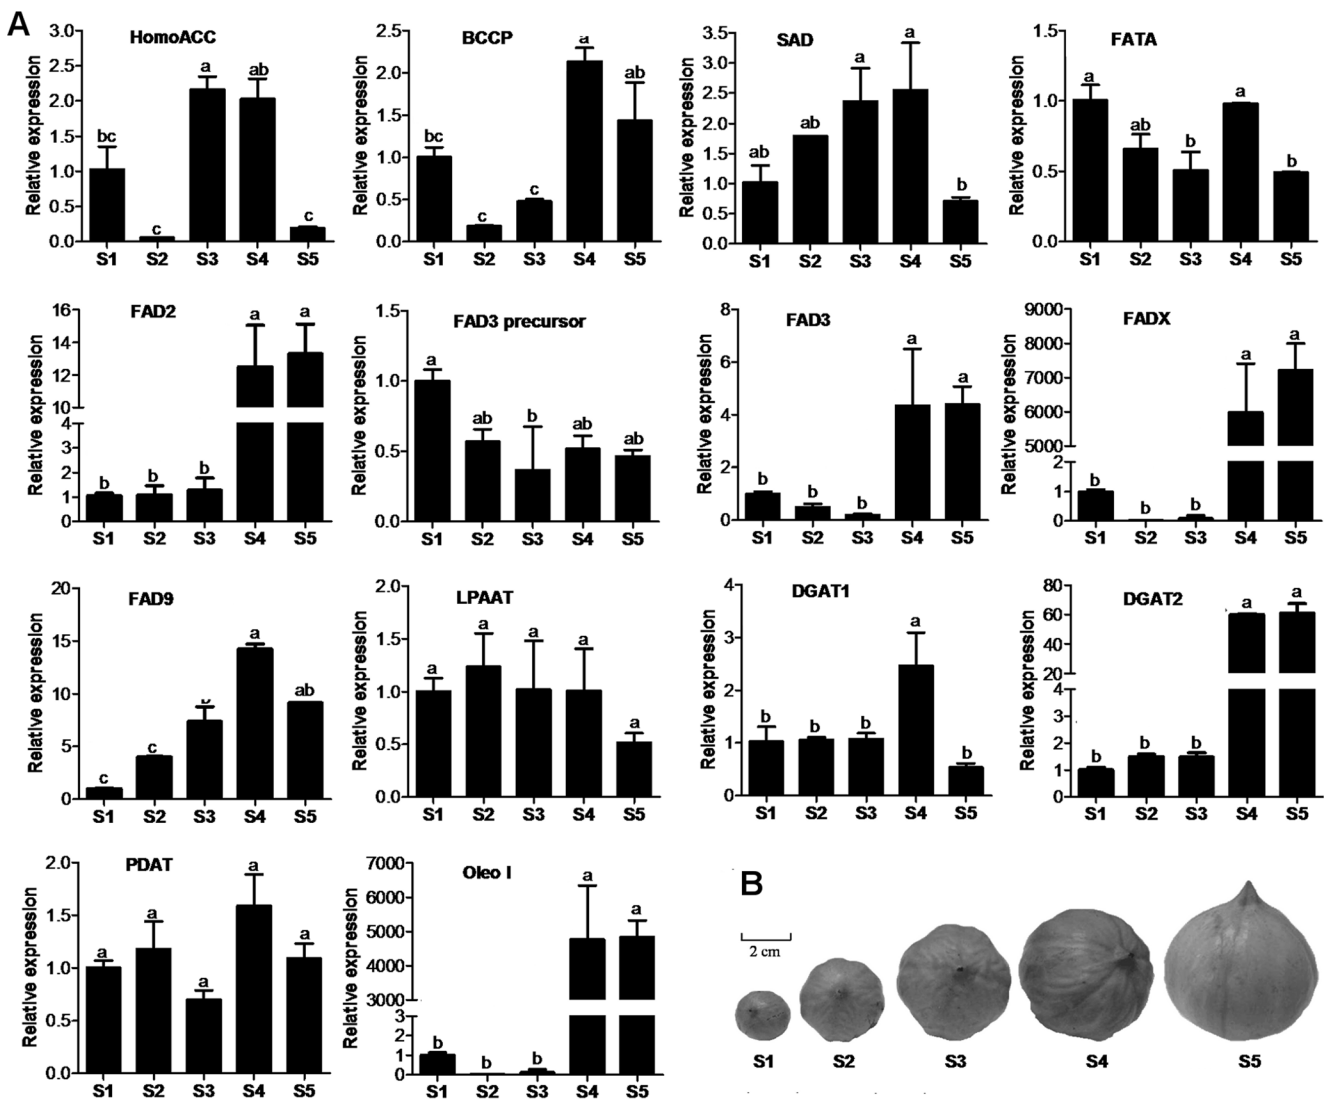 A
HomoACC
Relative expression
3.0
2.5
2.0
1.5
1.0
0.5
0.0
bc
c
a
ab
c
S1 S2 S3 S4 S5
BCCP
Relative expression
2.5
2.0
1.5
1.0
0.5
0.0
bc
c
c
a
ab
S1 S2 S3 S4 S5
SAD
Relative expression
3.5
3.0
2.5
2.0
1.5
1.0
0.5
0.0
ab
ab
a
a
b
S1 S2 S3 S4 S5
FATA
Relative expression
1.5
1.0
0.5
0.0
a
ab
b
a
b
S1 S2 S3 S4 S5
FAD2
Relative expression
16
14
12
10
4
3
2
1
0
b
b
b
a
a
S1 S2 S3 S4 S5
FAD3 precursor
Relative expression
1.5
1.0
0.5
0.0
a
ab
b
ab
ab
S1 S2 S3 S4 S5
FAD3
Relative expression
8
6
4
2
0
b
b
b
a
a
S1 S2 S3 S4 S5
FADX
Relative expression
9000
8000
7000
6000
5000
2
1
0
b
b
b
a
a
S1 S2 S3 S4 S5
FAD9
Relative expression
20
15
10
5
0
c
c
a
ab
S1 S2 S3 S4 S5
LPAAT
Relative expression
2.0
1.5
1.0
0.5
0.0
a
a
a
a
a
S1 S2 S3 S4 S5
DGAT1
Relative expression
4
3
2
1
0
b
b
b
a
b
S1 S2 S3 S4 S5
DGAT2
Relative expression
80
60
40
20
4
3
2
1
0
b
b
b
a
a
S1 S2 S3 S4 S5
PDAT
Relative expression
2.0
1.5
1.0
0.5
0.0
a
a
a
a
a
S1 S2 S3 S4 S5
Oleo I
Relative expression
7000
6000
5000
4000
3000
3
2
1
0
b
b
b
a
a
S1 S2 S3 S4 S5
B
2 cm
S1 S2 S3 S4 S5